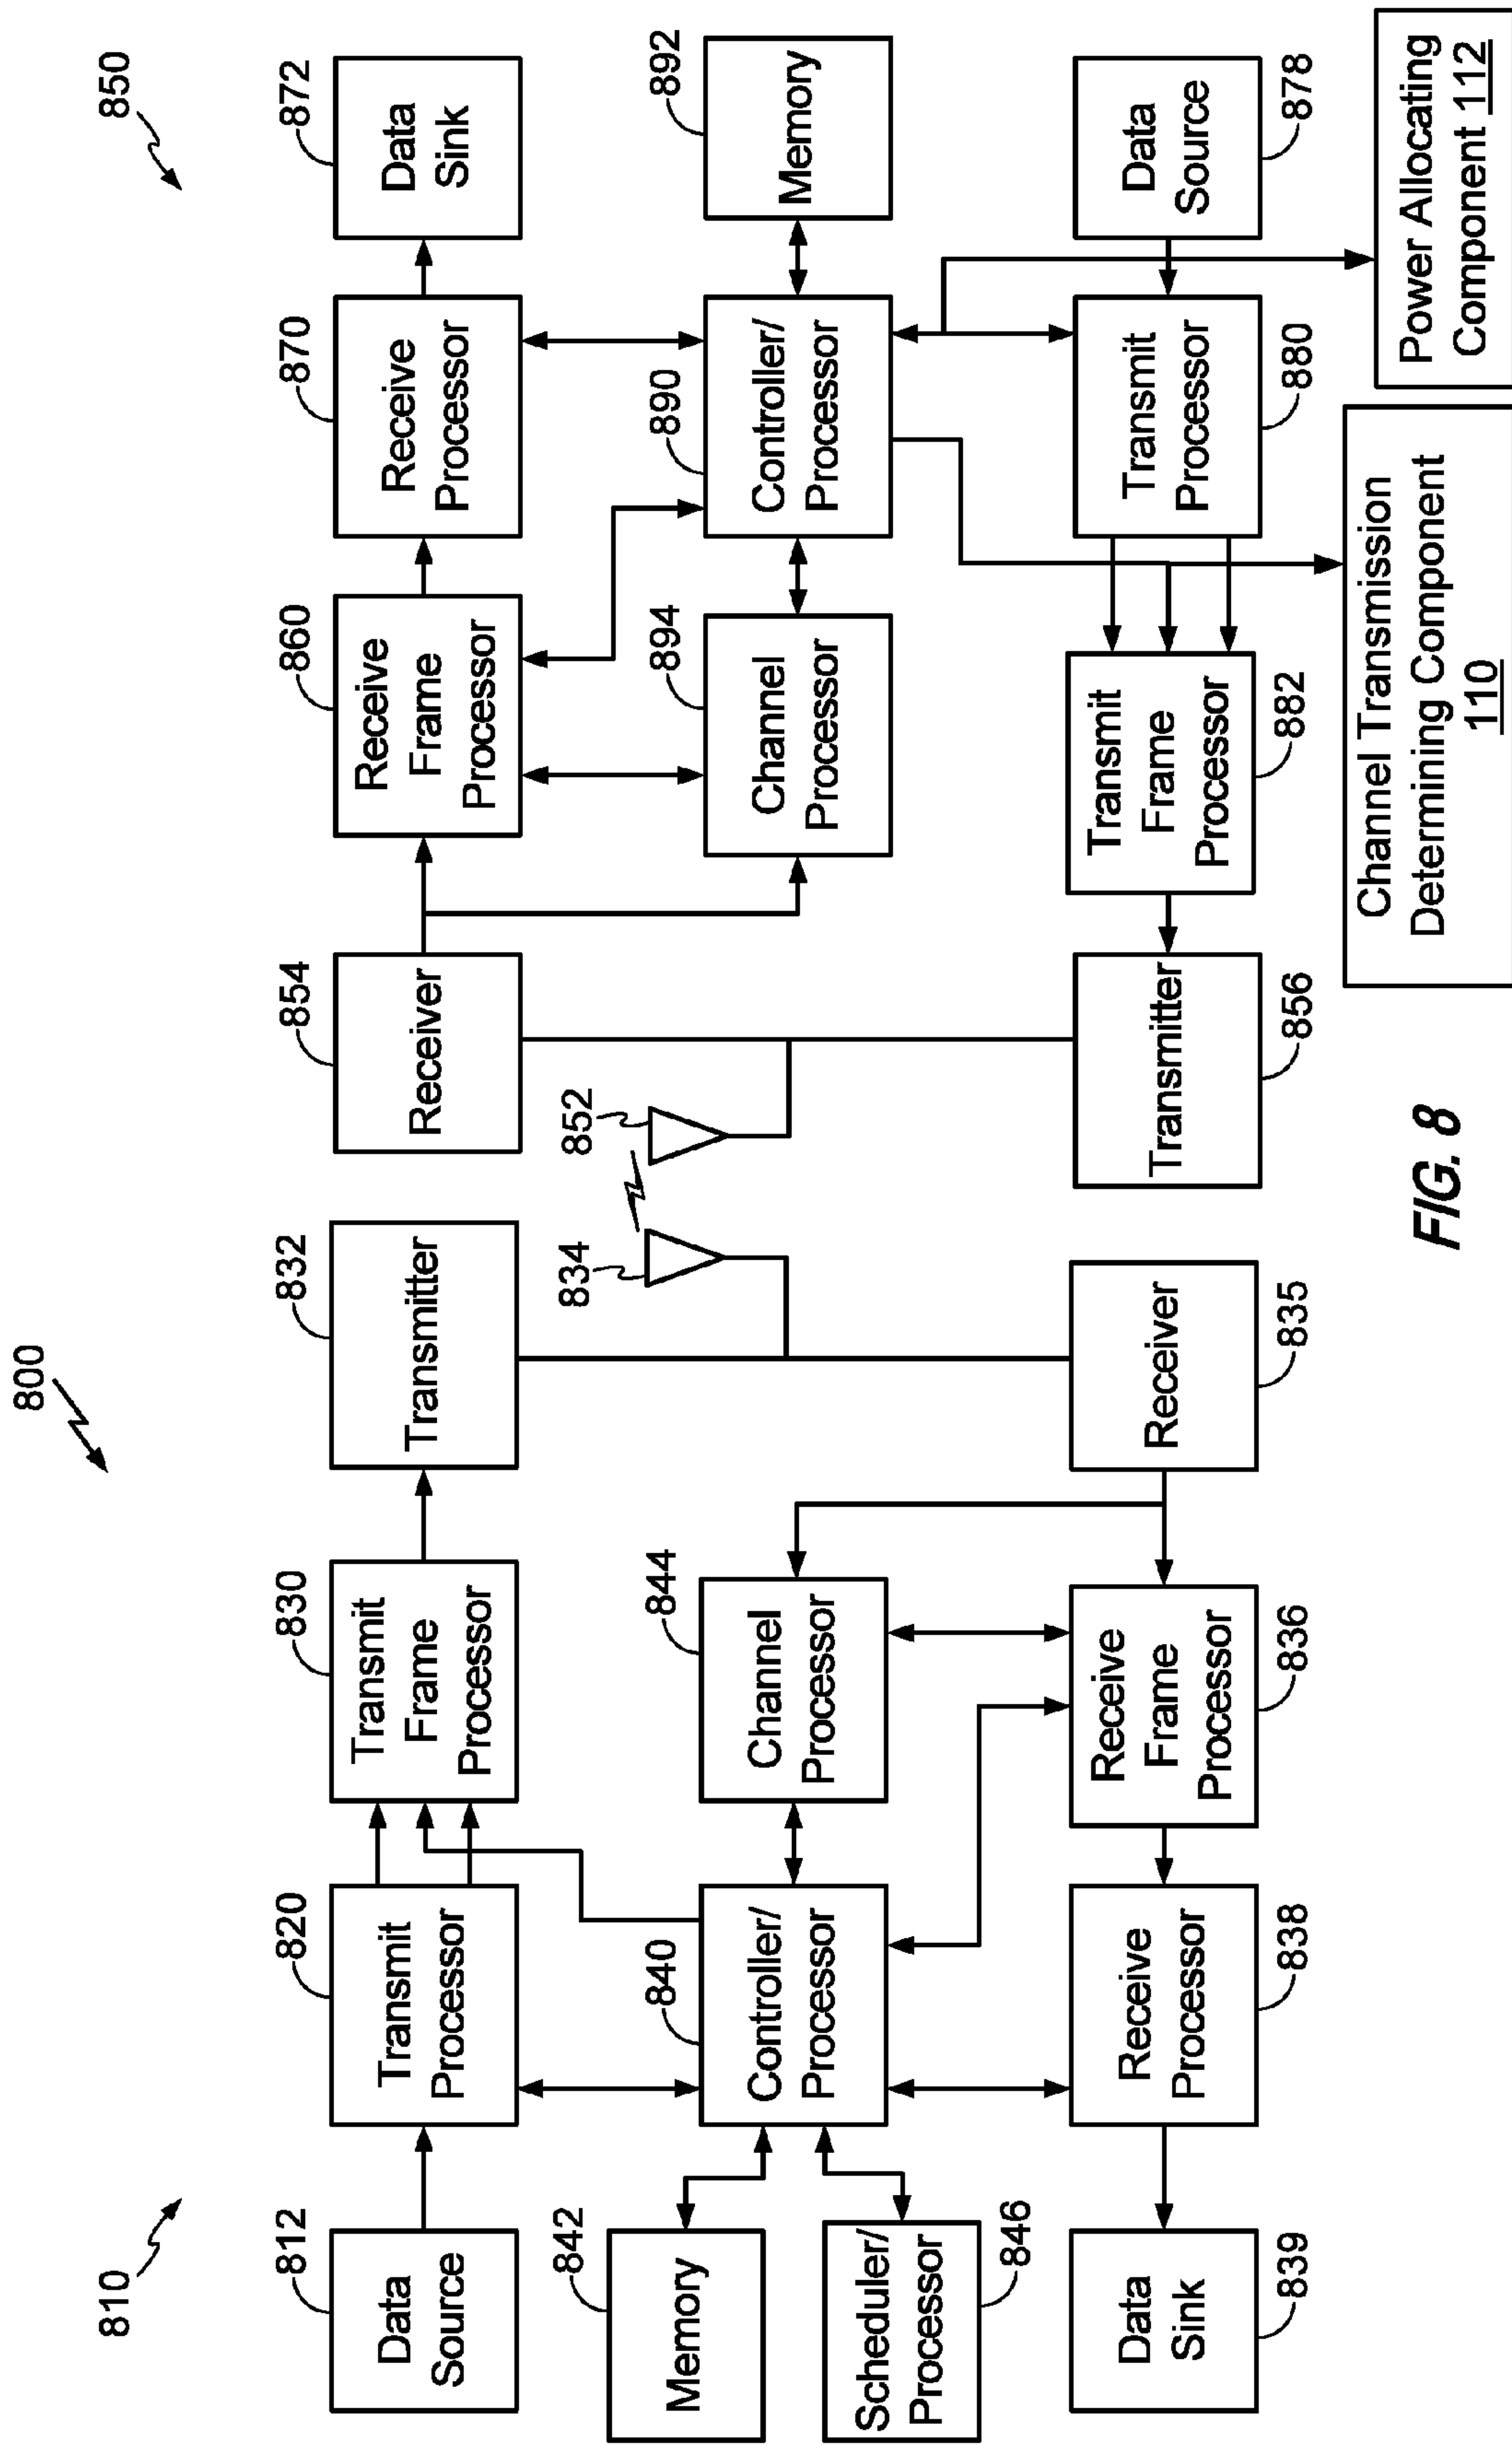 800
810
850
812
Data
Source
820
Transmit
Processor
830
Transmit
Frame
Processor
832
Transmitter
854
Receiver
860
Receive
Frame
Processor
870
Receive
Processor
872
Data
Sink
842
Memory
Scheduler/
Processor
846
840
Controller/
Processor
844
Channel
Processor
834
852
894
Channel
Processor
890
Controller/
Processor
892
Memory
Data
Sink
839
Receive
Processor
838
Receive
Frame
Processor
836
Receiver
835
Transmitter
856
Transmit
Frame
Processor
882
Transmit
Processor
880
Data
Source
878
Channel Transmission
Determining Component
110
Power Allocating
Component 112
FIG. 8